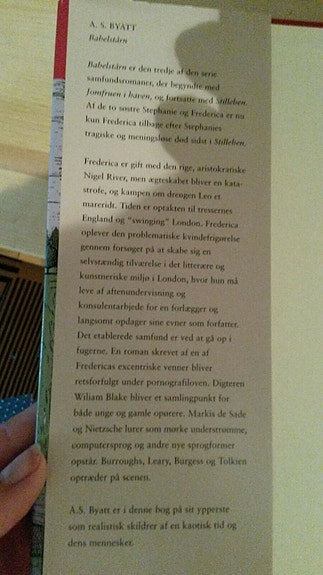 A. S. BYATT
Babelstårn
Babelstårn er den tredje af den serie
samfundsromaner, der begyndte med
Jomfruen i haven, og fortsatte med Stilleben.
Af de to søstre Stephanie og Frederica er nu
kun Frederica tilbage efter Stephanies
tragiske og meningsløse død sidst i Stilleben.
Frederica er gift med den rige, aristokratiske
Nigel River, men ægteskabet bliver en kata-
strofe, og kampen om drengen Leo et
mareridt. Tiden er optakten til tressernes
England og "swinging" London. Frederica
oplever den problematiske kvindefrigørelse
gennem forsøget på at skabe sig en
selvstændig tilværelse i det litterære og
kunstneriske miljø i London, hvor hun må
leve af aftenundervisning og
konsulentarbejde for en forlægger og
langsomt opdager sine evner som forfatter.
Det etablerede samfund er ved at gå op i
fugerne. En roman skrevet af en af
Fredericas excentriske venner bliver
retsforfulgt under pornografiloven. Digteren
Wiliam Blake bliver et samlingpunkt for
både unge og gamle oprørere. Markis de Sade
og Nietzsche lurer som mørke understrømme,
computersprog og andre nye sprogformer
opstår. Burroughs, Leary, Burgess og Tolkien
optræder på scenen.
A.S. Byatt er i denne bog på sit ypperste
som realistisk skildrer af en kaotisk tid og
dens mennesker.